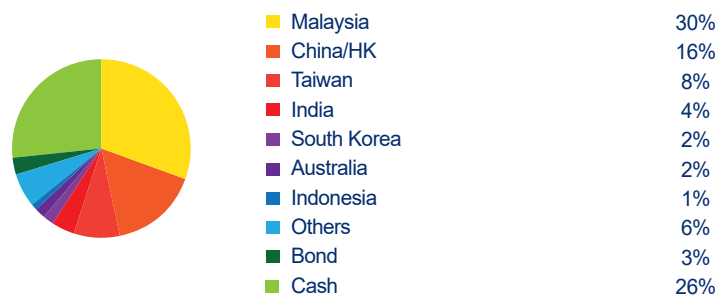 Malaysia 30%
China/HK 16%
Taiwan 8%
India 4%
South Korea 2%
Australia 2%
Indonesia 1%
Others 6%
Bond 3%
Cash 26%